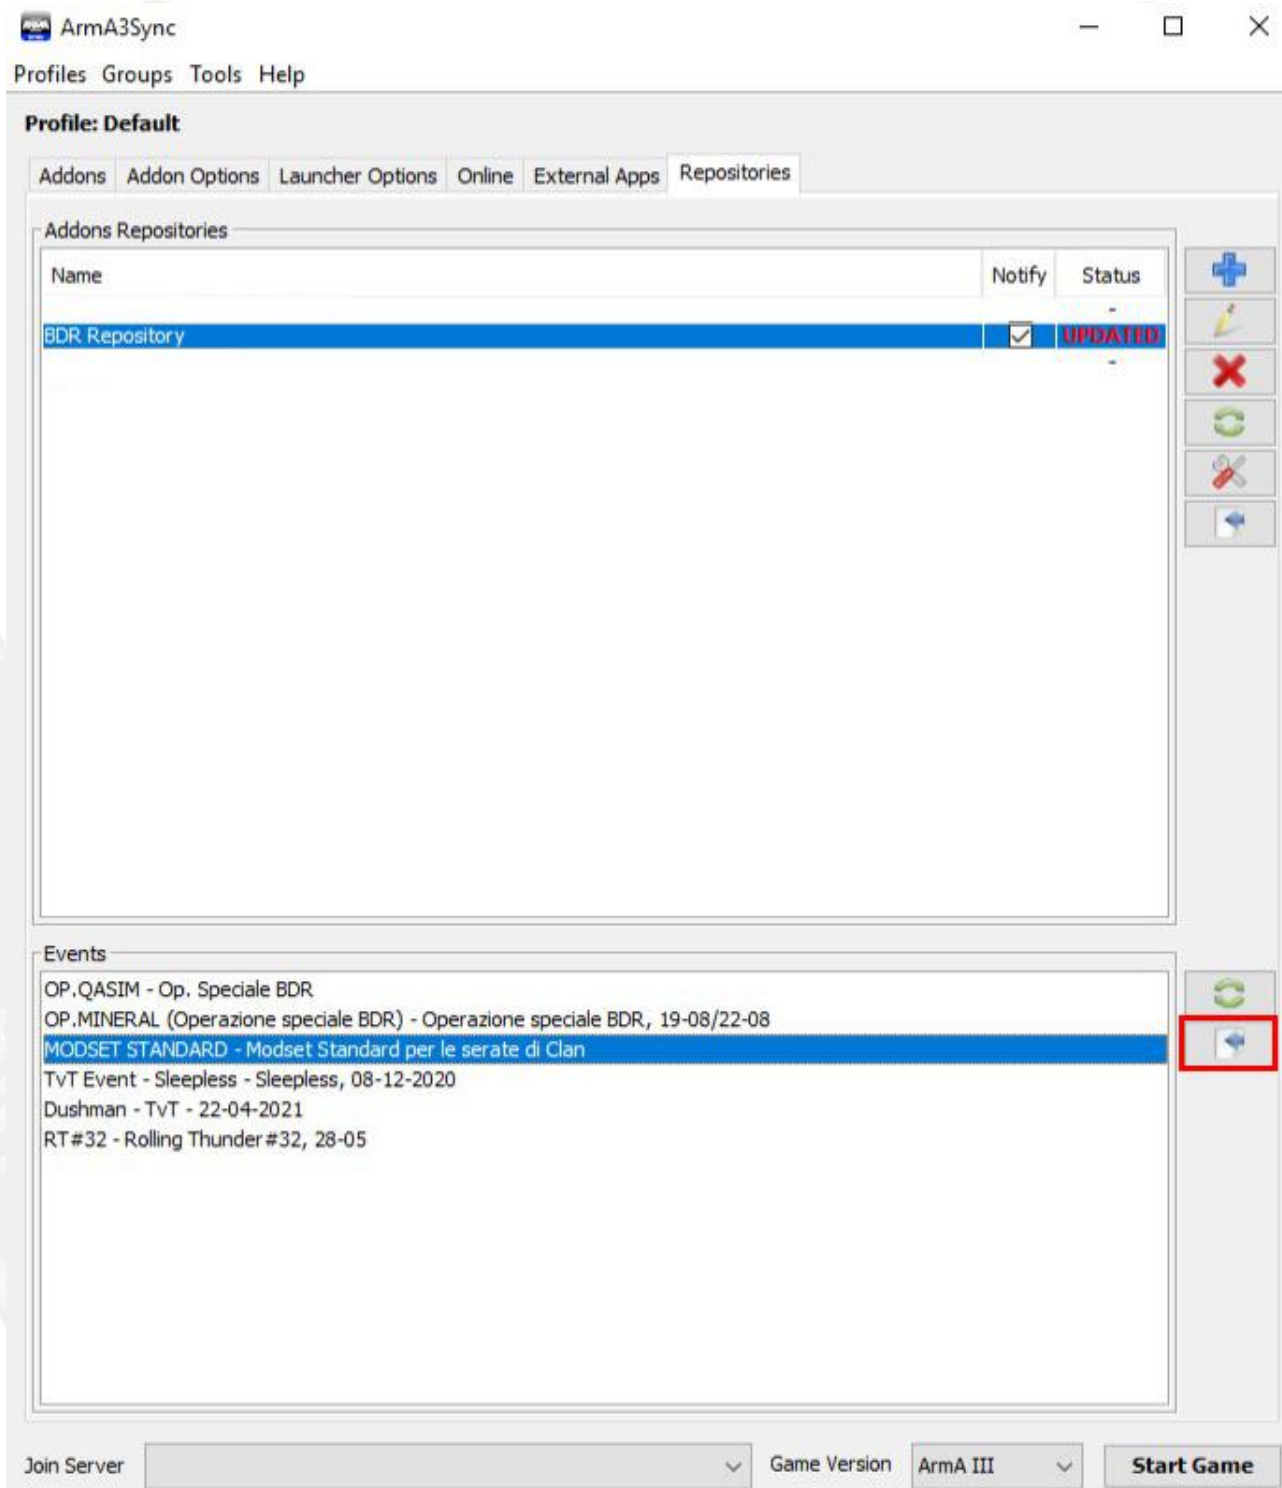 ArmA3Sync
Profiles Groups Tools Help
Profile: Default
Addons Addon Options Launcher Options Online External Apps Repositories
Addons Repositories
Name Notify Status
-
BDR Repository UPDATED
-
Events
OP.QASIM - Op. Speciale BDR
OP.MINERAL (Operazione speciale BDR) - Operazione speciale BDR, 19-08/22-08
MODSET STANDARD - Modset Standard per le serate di Clan
TvT Event - Sleepless - Sleepless, 08-12-2020
Dushman - TvT - 22-04-2021
RT#32 - Rolling Thunder #32, 28-05
Join Server Game Version ArmA III Start Game